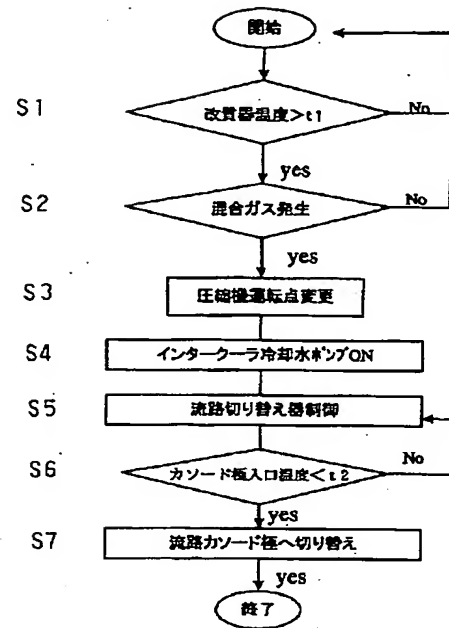 開始
S1
改質器温度>t1
No
yes
S2
混合ガス発生
No
yes
S3
圧縮機運転点変更
S4
インタークーラ冷却水ポンプON
S5
流路切り替え器制御
S6
カソード極入口温度<t2
No
yes
S7
流路カソード極へ切り替え
yes
終了